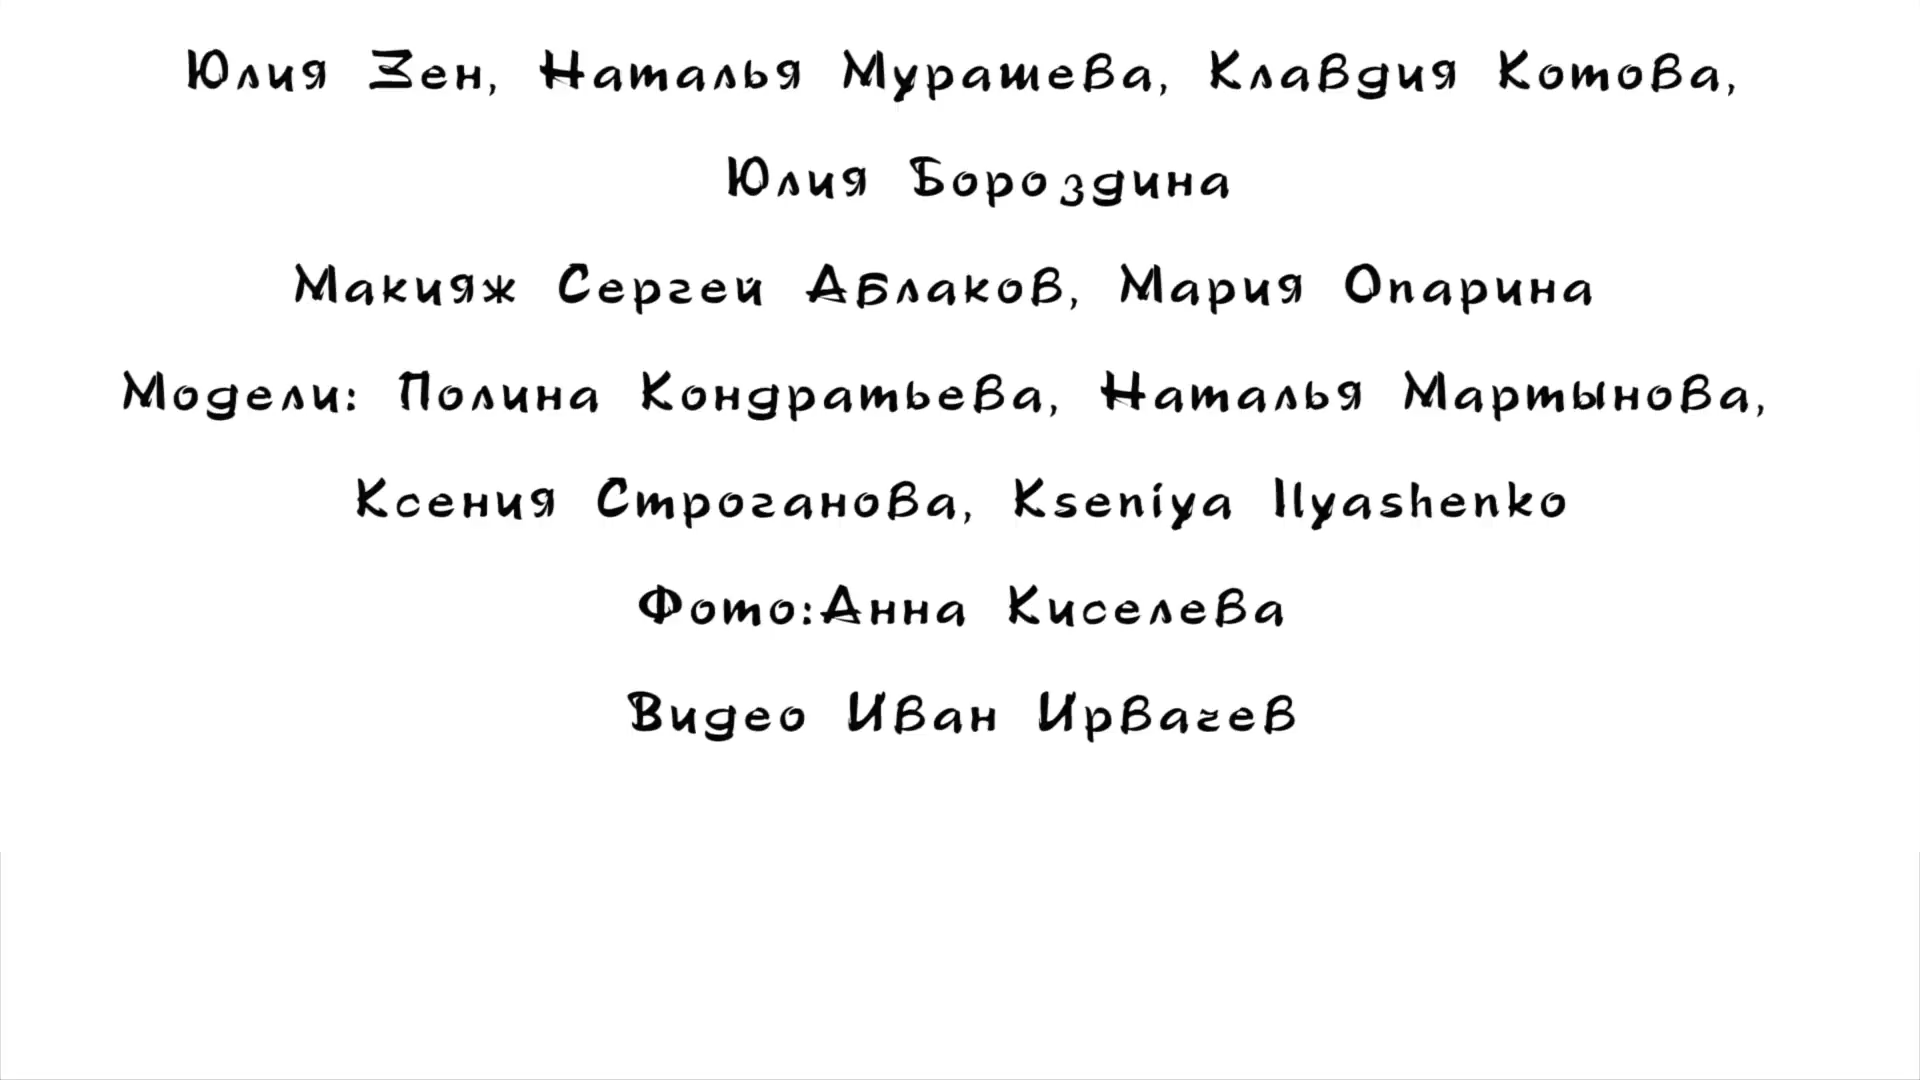 Юлия Зен, Наталья Мурашева, Клавдия Котова,
Юлия Бороздина
Макияж Сергей Аблаков, Мария Опарина
Модели: Полина Кондратьева, Наталья Мартынова,
Ксения Строганова, Kseniya Ilyashenko
Фото:Анна Киселева
Видео Иван Ирвачев